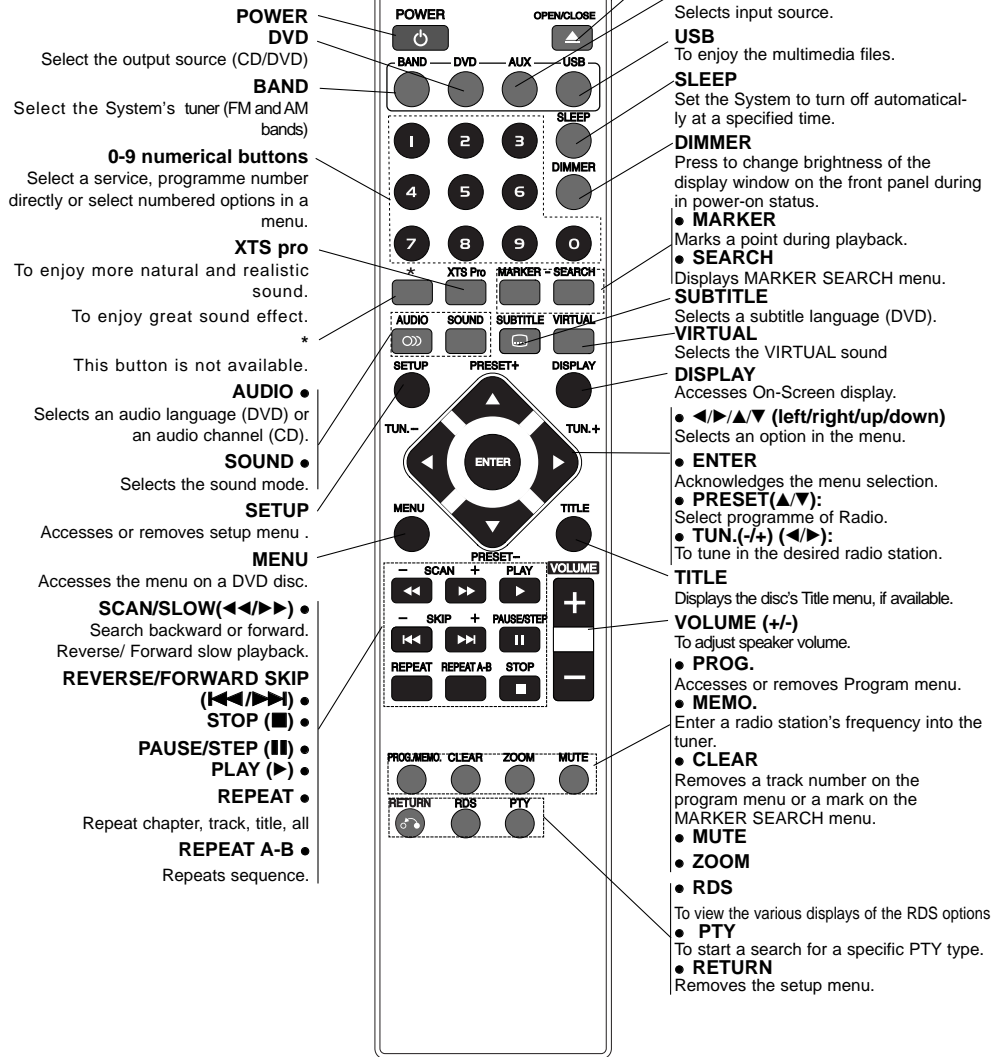 POWER
DVD
Select the output source (CD/DVD)
BAND
Select the System's tuner (FM and AM
bands)
0-9 numerical buttons
Select a service, programme number
directly or select numbered options in a
menu.
XTS pro
To enjoy more natural and realistic
sound.
To enjoy great sound effect.
*
This button is not available.
AUDIO ●
Selects an audio language (DVD) or
an audio channel (CD).
SOUND ●
Selects the sound mode.
SETUP
Accesses or removes setup menu .
MENU
Accesses the menu on a DVD disc.
SCAN/SLOW(◀◀/▶▶) ●
Search backward or forward.
Reverse/ Forward slow playback.
REVERSE/FORWARD SKIP
(|◀◀/▶▶|) ●
STOP (■) ●
PAUSE/STEP (❚❚) ●
PLAY (▶) ●
REPEAT ●
Repeat chapter, track, title, all
REPEAT A-B ●
Repeats sequence.
POWER OPEN/CLOSE
BAND DVD AUX USB
SLEEP
1 2 3
DIMMER
4 5 6
7 8 9 0
* XTS Pro MARKER – SEARCH
AUDIO SOUND SUBTITLE VIRTUAL
SETUP PRESET+ DISPLAY
TUN.– TUN.+
ENTER
MENU TITLE
PRESET–
– SCAN + PLAY VOLUME
+
– SKIP + PAUSE/STEP
REPEAT REPEAT A-B STOP
–
PROG./MEMO. CLEAR ZOOM MUTE
RETURN RDS PTY
Selects input source.
USB
To enjoy the multimedia files.
SLEEP
Set the System to turn off automatical-
ly at a specified time.
DIMMER
Press to change brightness of the
display window on the front panel during
in power-on status.
● MARKER
Marks a point during playback.
● SEARCH
Displays MARKER SEARCH menu.
SUBTITLE
Selects a subtitle language (DVD).
VIRTUAL
Selects the VIRTUAL sound
DISPLAY
Accesses On-Screen display.
● ◀/▶/▲/▼ (left/right/up/down)
Selects an option in the menu.
● ENTER
Acknowledges the menu selection.
● PRESET(▲/▼):
Select programme of Radio.
● TUN.(-/+) (◀/▶):
To tune in the desired radio station.
TITLE
Displays the disc's Title menu, if available.
VOLUME (+/-)
To adjust speaker volume.
● PROG.
Accesses or removes Program menu.
● MEMO.
Enter a radio station's frequency into the
tuner.
● CLEAR
Removes a track number on the
program menu or a mark on the
MARKER SEARCH menu.
● MUTE
● ZOOM
● RDS
To view the various displays of the RDS options
● PTY
To start a search for a specific PTY type.
● RETURN
Removes the setup menu.